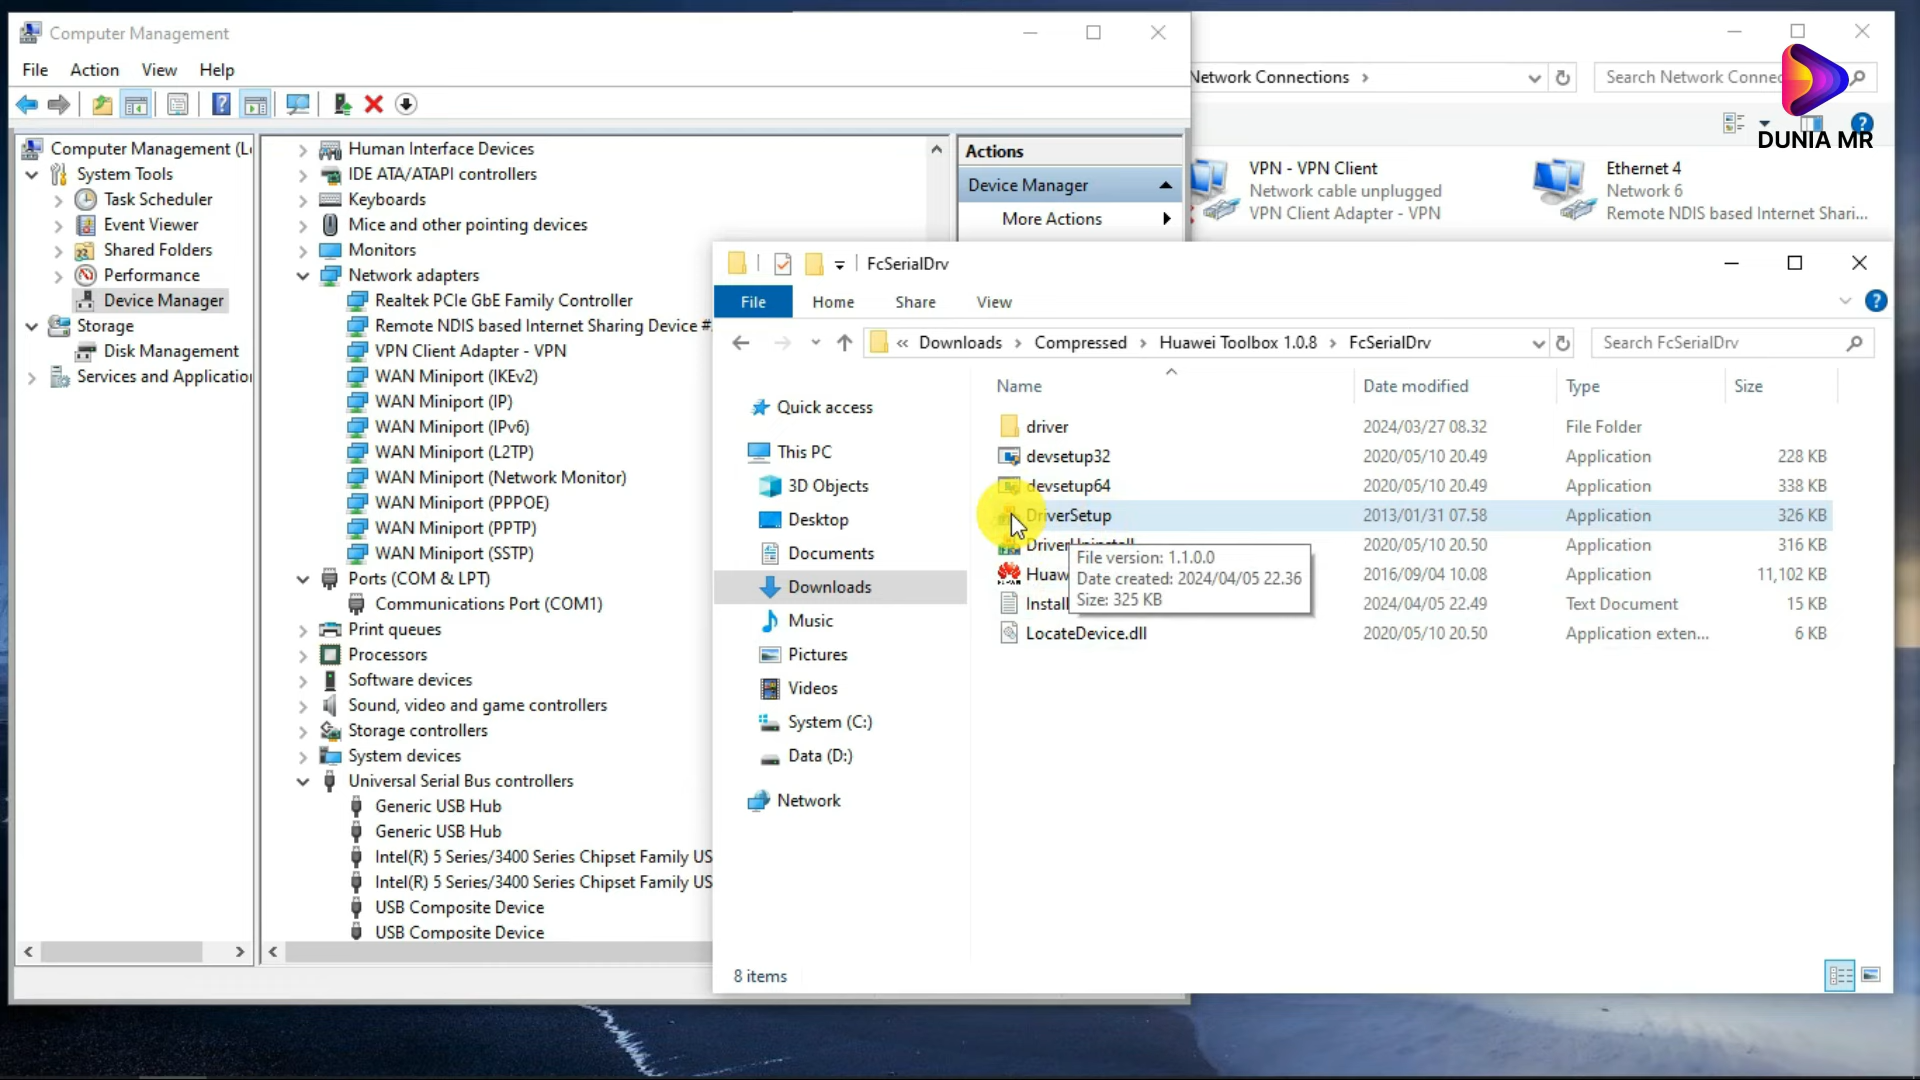 Computer Management
File Action View Help
Computer Management (L
System Tools
Task Scheduler
Event Viewer
Shared Folders
Performance
Device Manager
Storage
Disk Management
Services and Applicatio
Human Interface Devices
IDE ATA/ATAPI controllers
Keyboards
Mice and other pointing devices
Monitors
Network adapters
Realtek PCIe GbE Family Controller
Remote NDIS based Internet Sharing Device #
VPN Client Adapter - VPN
WAN Miniport (IKEv2)
WAN Miniport (IP)
WAN Miniport (IPv6)
WAN Miniport (L2TP)
WAN Miniport (Network Monitor)
WAN Miniport (PPPOE)
WAN Miniport (PPTP)
WAN Miniport (SSTP)
Ports (COM & LPT)
Communications Port (COM1)
Print queues
Processors
Software devices
Sound, video and game controllers
Storage controllers
System devices
Universal Serial Bus controllers
Generic USB Hub
Generic USB Hub
Intel(R) 5 Series/3400 Series Chipset Family US
Intel(R) 5 Series/3400 Series Chipset Family US
USB Composite Device
USB Composite Device
Actions
Device Manager
More Actions
Network Connections
Search Network Connec
DUNIA MR
VPN - VPN Client
Network cable unplugged
VPN Client Adapter - VPN
Ethernet 4
Network 6
Remote NDIS based Internet Shari...
FcSerialDrv
File Home Share View
« Downloads > Compressed > Huawei Toolbox 1.0.8 > FcSerialDrv
Search FcSerialDrv
Quick access
This PC
3D Objects
Desktop
Documents
Downloads
Music
Pictures
Videos
System (C:)
Data (D:)
Network
Name Date modified Type Size
driver 2024/03/27 08.32 File Folder
devsetup32 2020/05/10 20.49 Application 228 KB
devsetup64 2020/05/10 20.49 Application 338 KB
DriverSetup 2013/01/31 07.58 Application 326 KB
DriverUninstall 2020/05/10 20.50 Application 316 KB
Huaw 2016/09/04 10.08 Application 11,102 KB
Install 2024/04/05 22.49 Text Document 15 KB
LocateDevice.dll 2020/05/10 20.50 Application exten... 6 KB
File version: 1.1.0.0
Date created: 2024/04/05 22.36
Size: 325 KB
8 items